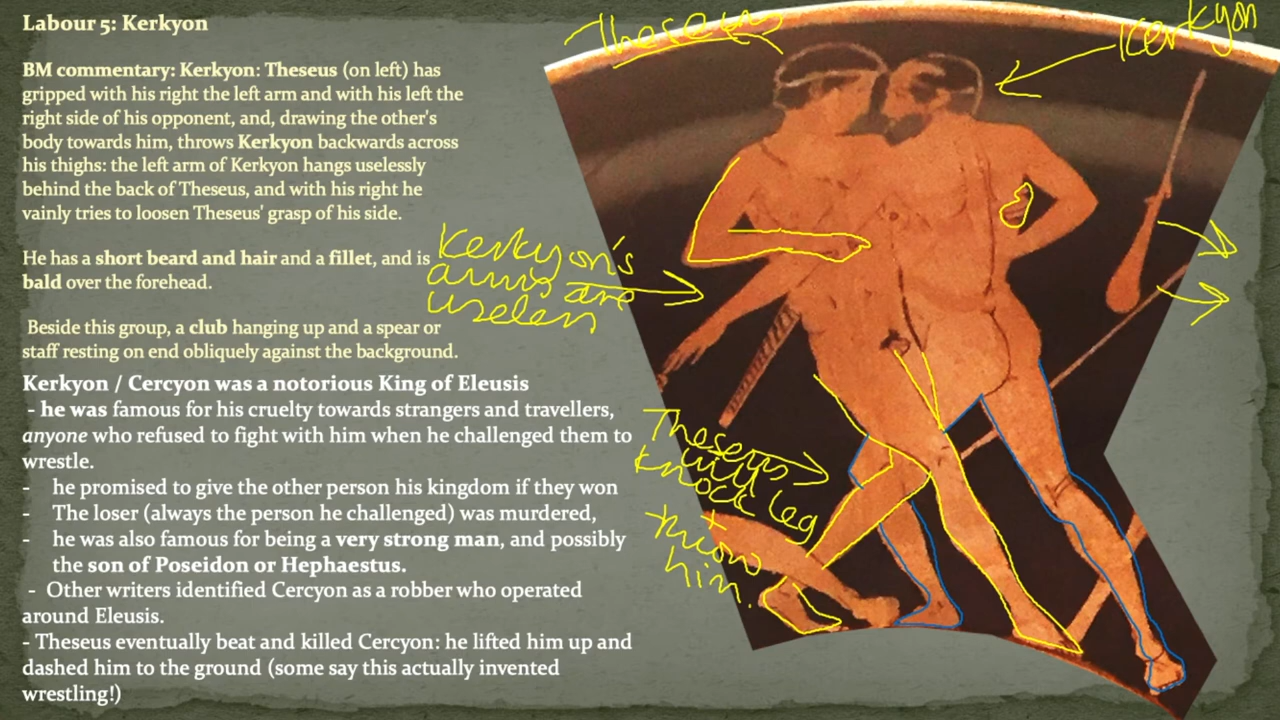 Labour 5: Kerkyon
BM commentary: Kerkyon: Theseus (on left) has
gripped with his right the left arm and with his left the
right side of his opponent, and, drawing the other's
body towards him, throws Kerkyon backwards across
his thighs: the left arm of Kerkyon hangs uselessly
behind the back of Theseus, and with his right he
vainly tries to loosen Theseus' grasp of his side.
He has a short beard and hair and a fillet, and is
bald over the forehead.
Beside this group, a club hanging up and a spear or
staff resting on end obliquely against the background.
Kerkyon / Cercyon was a notorious King of Eleusis
- he was famous for his cruelty towards strangers and travellers,
anyone who refused to fight with him when he challenged them to
wrestle.
- he promised to give the other person his kingdom if they won
- The loser (always the person he challenged) was murdered,
- he was also famous for being a very strong man, and possibly
the son of Poseidon or Hephaestus.
- Other writers identified Cercyon as a robber who operated
around Eleusis.
- Theseus eventually beat and killed Cercyon: he lifted him up and
dashed him to the ground (some say this actually invented
wrestling!)
Theseus
Kerkyon
Kerkyon's
arms are
useless
Theseus
will
knock leg
+
throw
him.